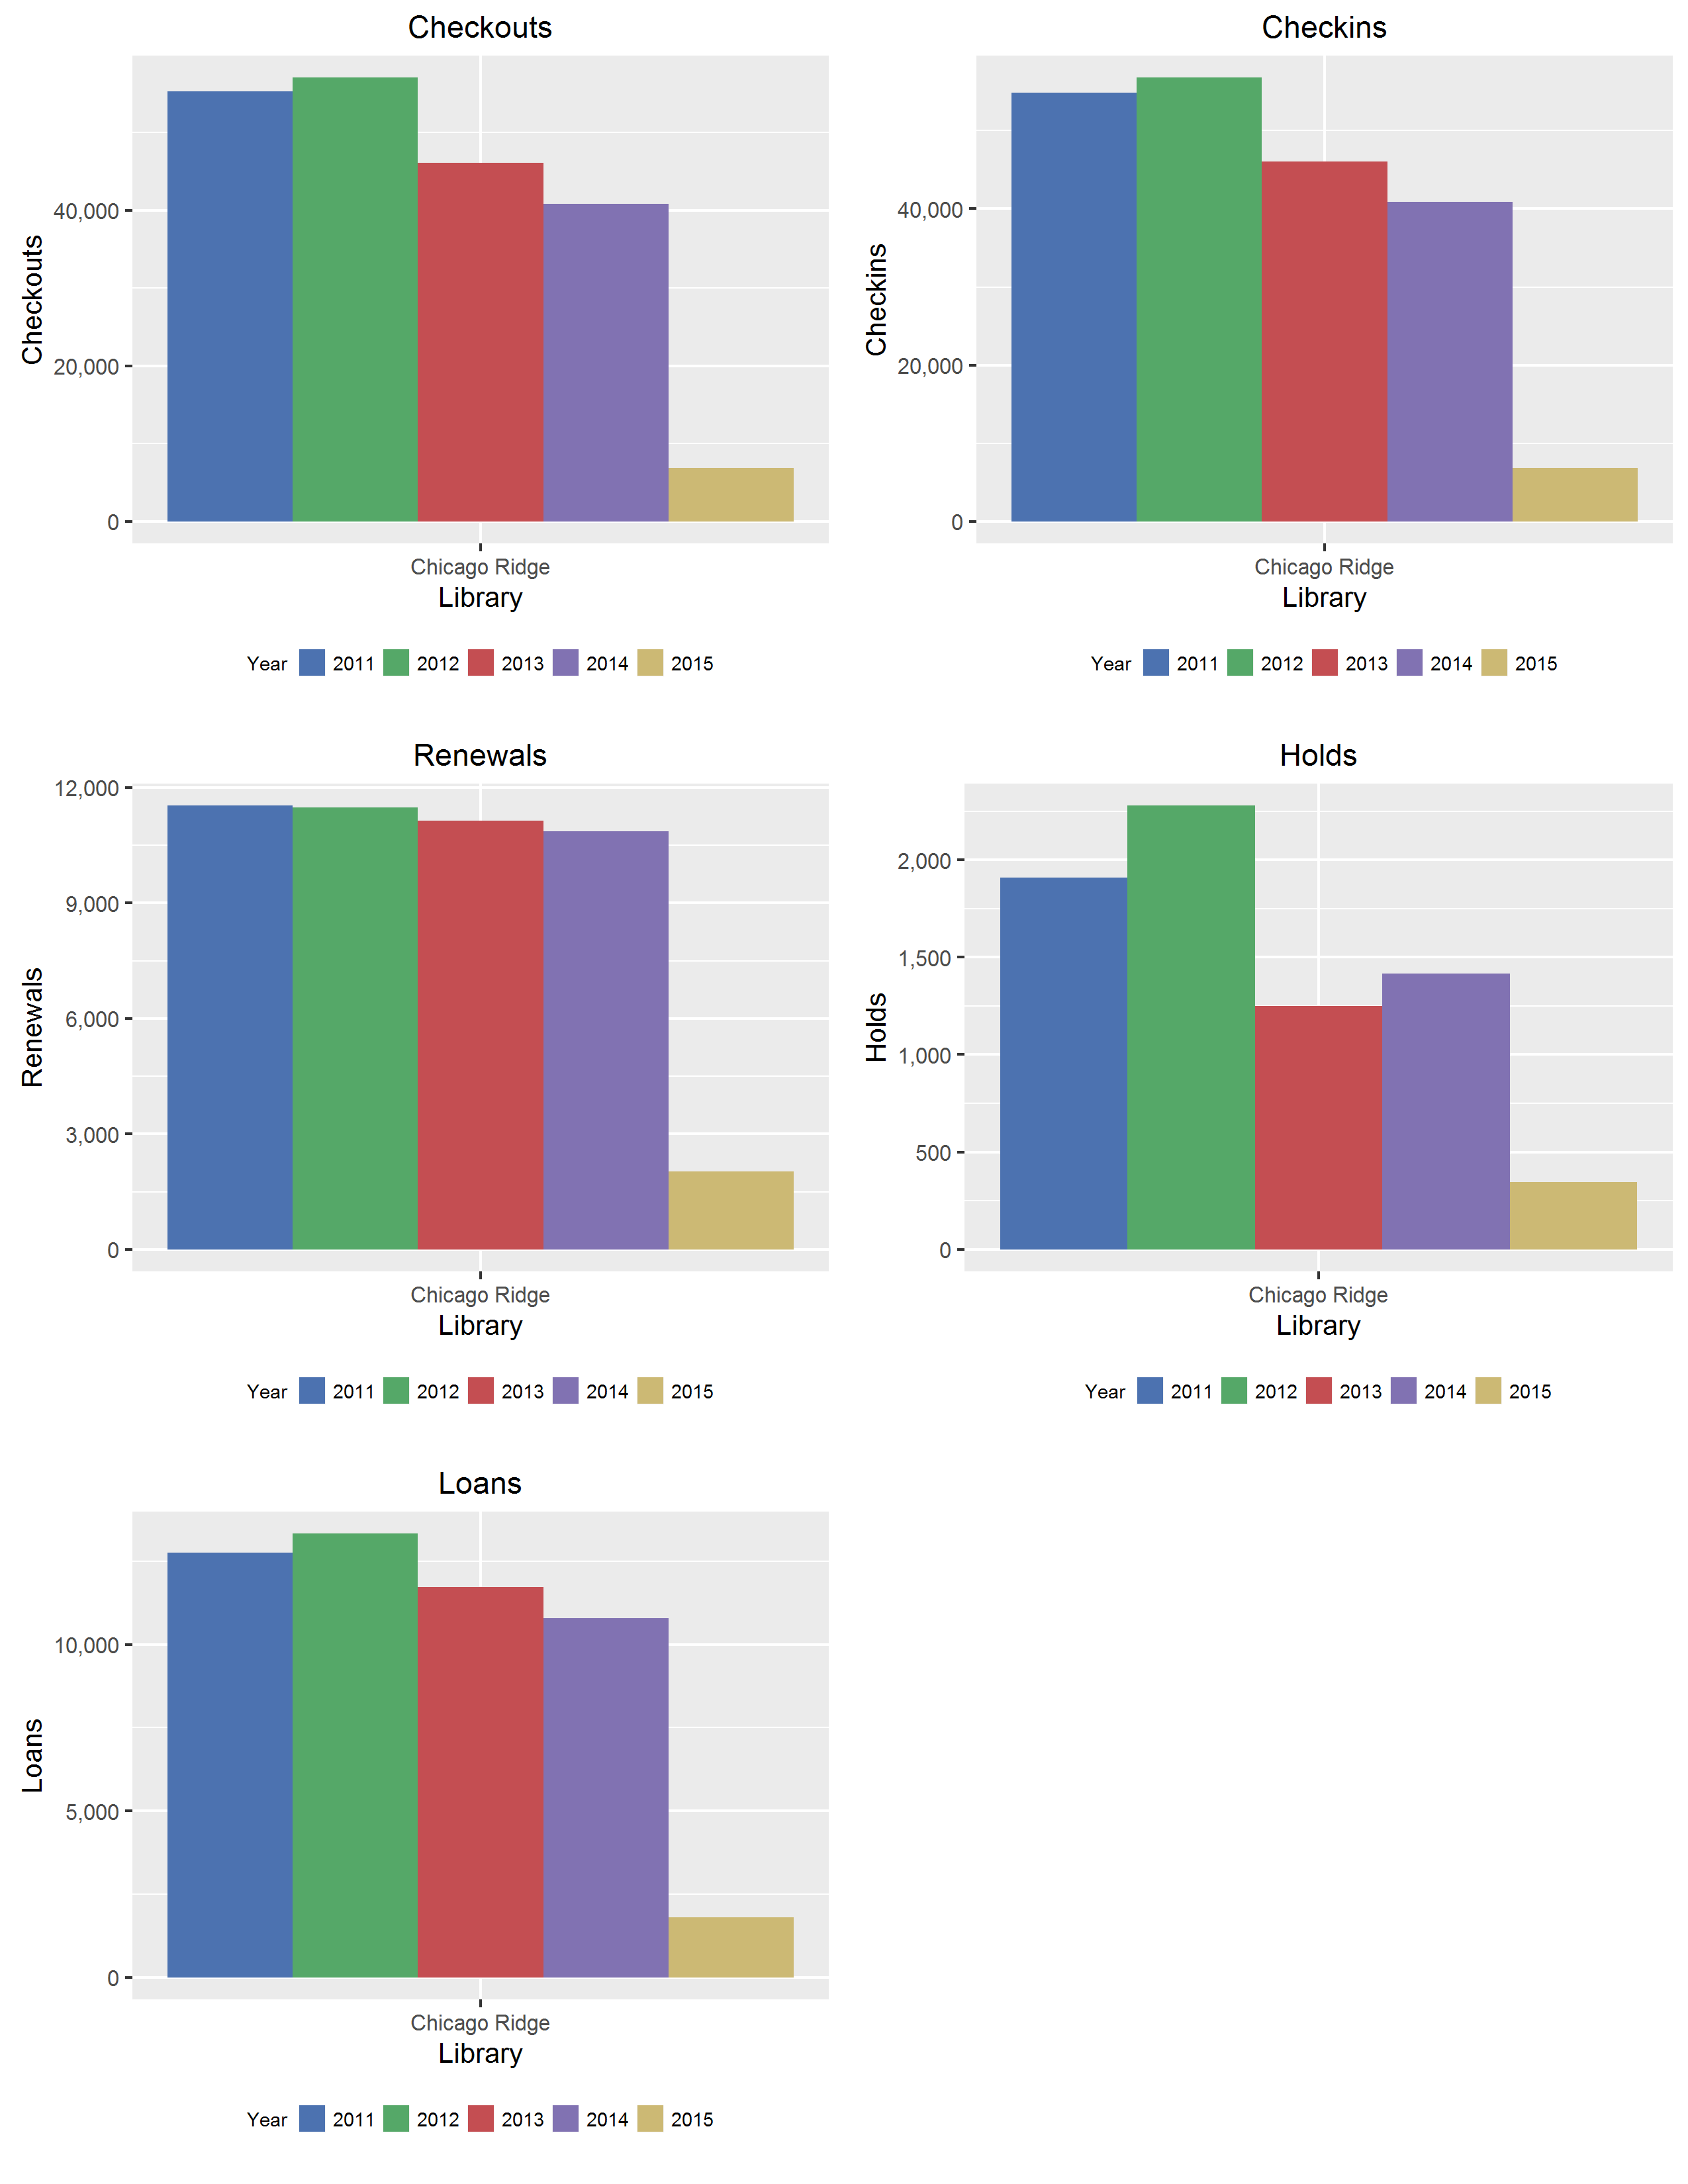 Checkouts
Checkouts
40,000
20,000
0
Chicago Ridge
Library
Year 2011 2012 2013 2014 2015
Checkins
Checkins
40,000
20,000
0
Chicago Ridge
Library
Year 2011 2012 2013 2014 2015
Renewals
Renewals
12,000
9,000
6,000
3,000
0
Chicago Ridge
Library
Year 2011 2012 2013 2014 2015
Holds
Holds
2,000
1,500
1,000
500
0
Chicago Ridge
Library
Year 2011 2012 2013 2014 2015
Loans
Loans
10,000
5,000
0
Chicago Ridge
Library
Year 2011 2012 2013 2014 2015